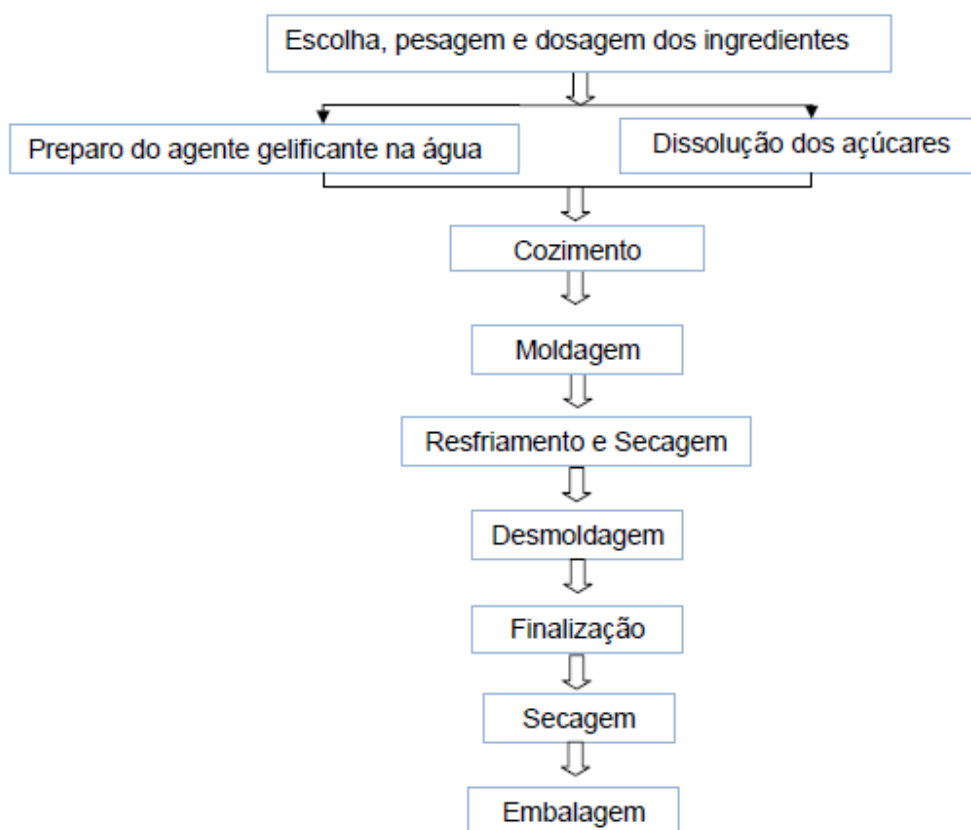 Escolha, pesagem e dosagem dos ingredientes
Preparo do agente gelificante na água
Dissolução dos açúcares
Cozimento
Moldagem
Resfriamento e Secagem
Desmoldagem
Finalização
Secagem
Embalagem